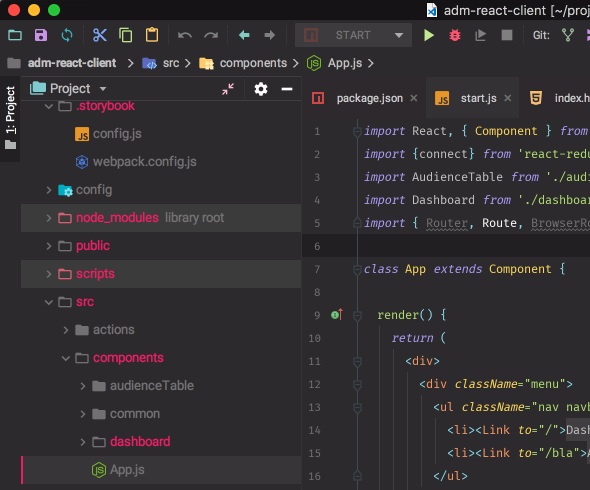 adm-react-client [~/proj
START
Git:
adm-react-client
src
components
App.js
1: Project
Project
.storybook
config.js
webpack.config.js
config
node_modules library root
public
scripts
src
actions
components
audienceTable
common
dashboard
App.js
package.json
start.js
index.h
1 import React, { Component } from
2 import {connect} from 'react-redu
3 import AudienceTable from './audi
4 import Dashboard from './dashboar
5 import { Router, Route, BrowserRo
6
7 class App extends Component {
8
9 render() {
10 return (
11 <div>
12 <div className="menu">
13 <ul className="nav navb
14 <li><Link to="/">Dash
15 <li><Link to="/bla">A
16 </ul>